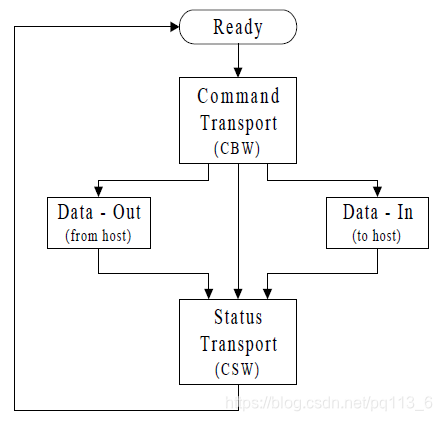 Ready
Command
Transport
(CBW)
Data - Out
(from host)
Data - In
(to host)
Status
Transport
(CSW)
https://blog.csdn.net/pq113_6